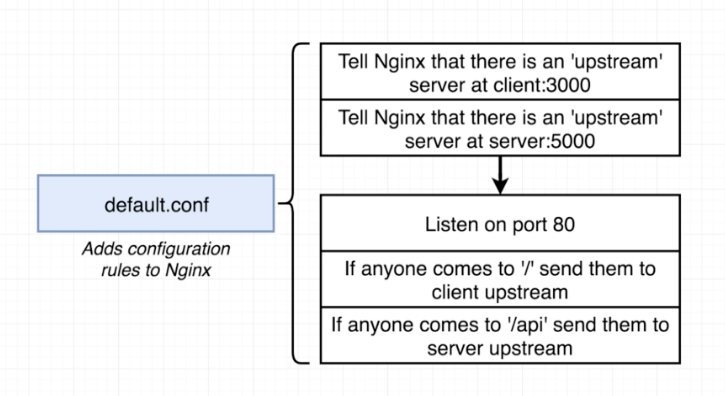 default.conf
Adds configuration
rules to Nginx
Tell Nginx that there is an 'upstream'
server at client:3000
Tell Nginx that there is an 'upstream'
server at server:5000
Listen on port 80
If anyone comes to '/' send them to
client upstream
If anyone comes to '/api' send them to
server upstream